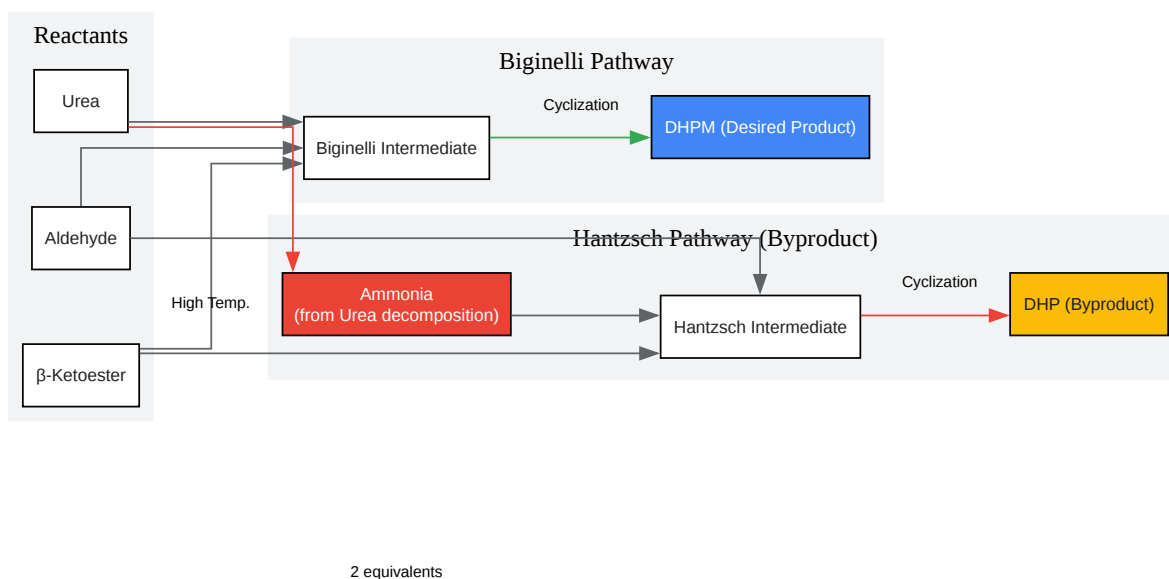 Reactants
Urea
Aldehyde
β-Ketoester
High Temp.
Biginelli Pathway
Biginelli Intermediate
Cyclization
DHPM (Desired Product)
Hantzsch Pathway (Byproduct)
Ammonia
(from Urea decomposition)
Hantzsch Intermediate
Cyclization
DHP (Byproduct)
2 equivalents